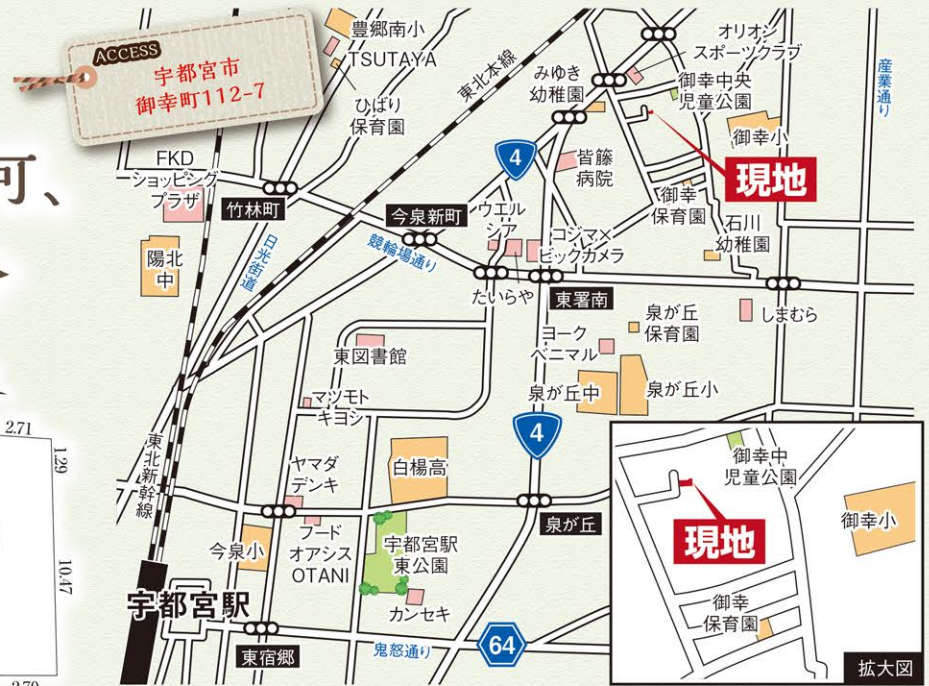 ACCESS
宇都宮市
御幸町112-7
可、
2.71
1.29
10.47
2.70
豊郷南小
TSUTAYA
ひばり
保育園
東北本線
オリオン
スポーツクラブ
みゆき
幼稚園
御幸中央
児童公園
産業通り
御幸小
現地
4
皆藤
病院
FKD
ショッピング
プラザ
竹林町
今泉新町
ウエル
シア
御幸
保育園
石川
幼稚園
陽北
中
日光街道
競輪場通り
コジマ×
ビックカメラ
たいらや
東署南
しまむら
泉が丘
保育園
ヨーク
ベニマル
東図書館
泉が丘中
泉が丘小
マツモト
キヨシ
4
東北新幹線
ヤマダ
デンキ
白楊高
泉が丘
今泉小
フード
オアシス
OTANI
宇都宮駅
東公園
カンセキ
宇都宮駅
東宿郷
鬼怒通り
64
御幸中
児童公園
現地
御幸小
御幸
保育園
拡大図